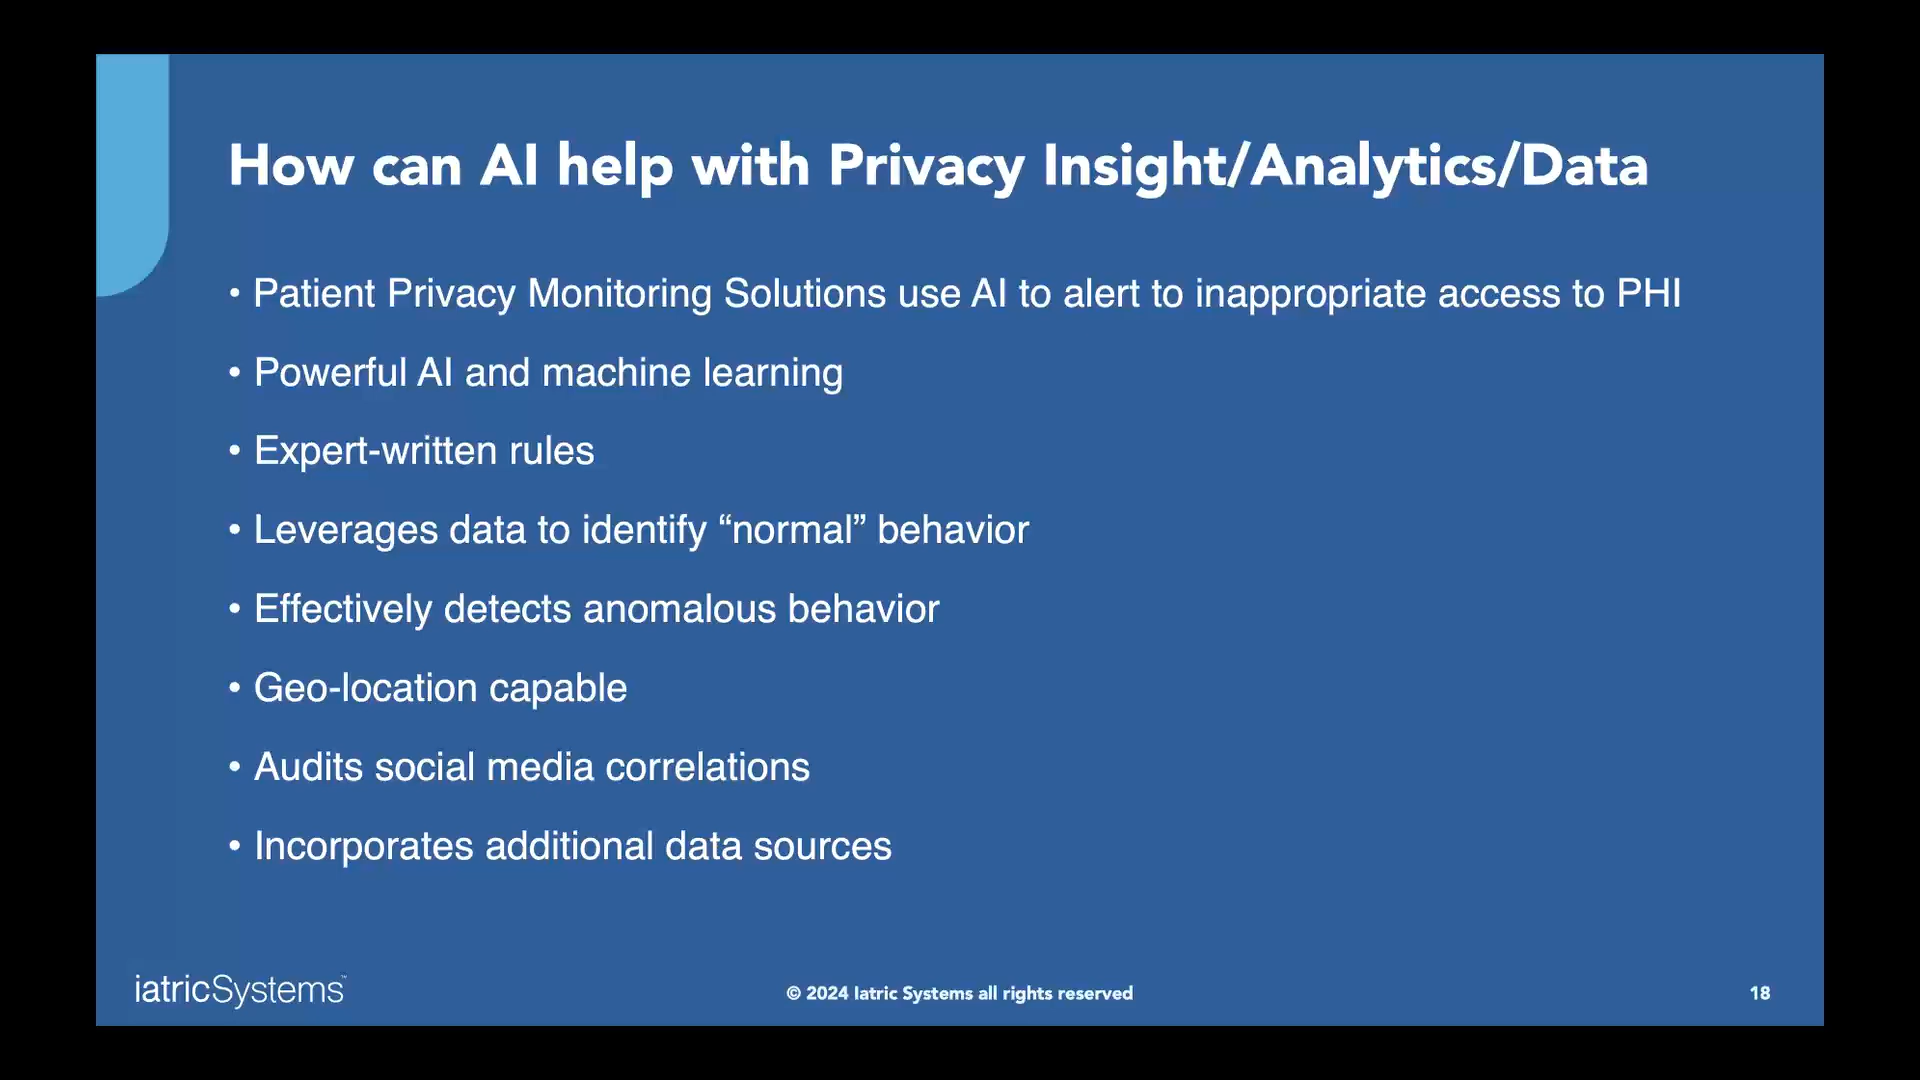 How can AI help with Privacy Insight/Analytics/Data
• Patient Privacy Monitoring Solutions use AI to alert to inappropriate access to PHI
• Powerful AI and machine learning
• Expert-written rules
• Leverages data to identify “normal” behavior
• Effectively detects anomalous behavior
• Geo-location capable
• Audits social media correlations
• Incorporates additional data sources
iatricSystems™
© 2024 Iatric Systems all rights reserved
18